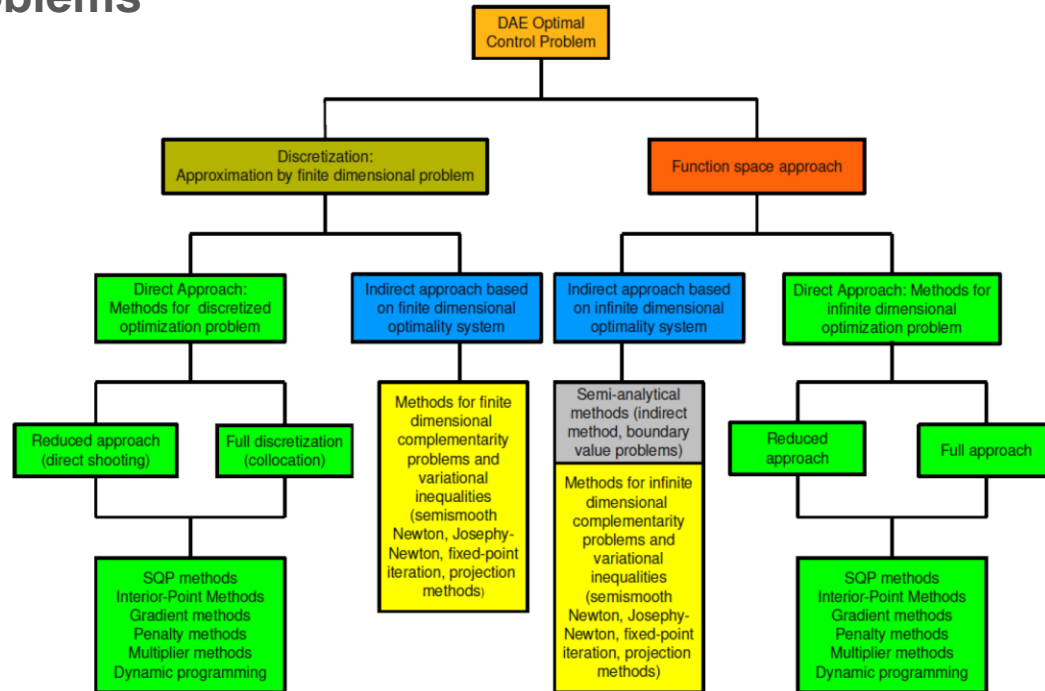 oblems
DAE Optimal
Control Problem
Discretization:
Approximation by finite dimensional problem
Function space approach
Direct Approach:
Methods for discretized
optimization problem
Indirect approach based
on finite dimensional
optimality system
Indirect approach based
on infinite dimensional
optimality system
Direct Approach: Methods for
infinite dimensional
optimization problem
Reduced approach
(direct shooting)
Full discretization
(collocation)
Methods for finite
dimensional
complementarity
problems and
variational
inequalities
(semismooth
Newton, Josephy-
Newton, fixed-point
iteration, projection
methods)
Semi-analytical
methods (indirect
method, boundary
value problems)
Methods for infinite
dimensional
complementarity
problems and
variational
inequalities
(semismooth
Newton, Josephy-
Newton, fixed-point
iteration, projection
methods)
Reduced
approach
Full approach
SQP methods
Interior-Point Methods
Gradient methods
Penalty methods
Multiplier methods
Dynamic programming
SQP methods
Interior-Point Methods
Gradient methods
Penalty methods
Multiplier methods
Dynamic programming